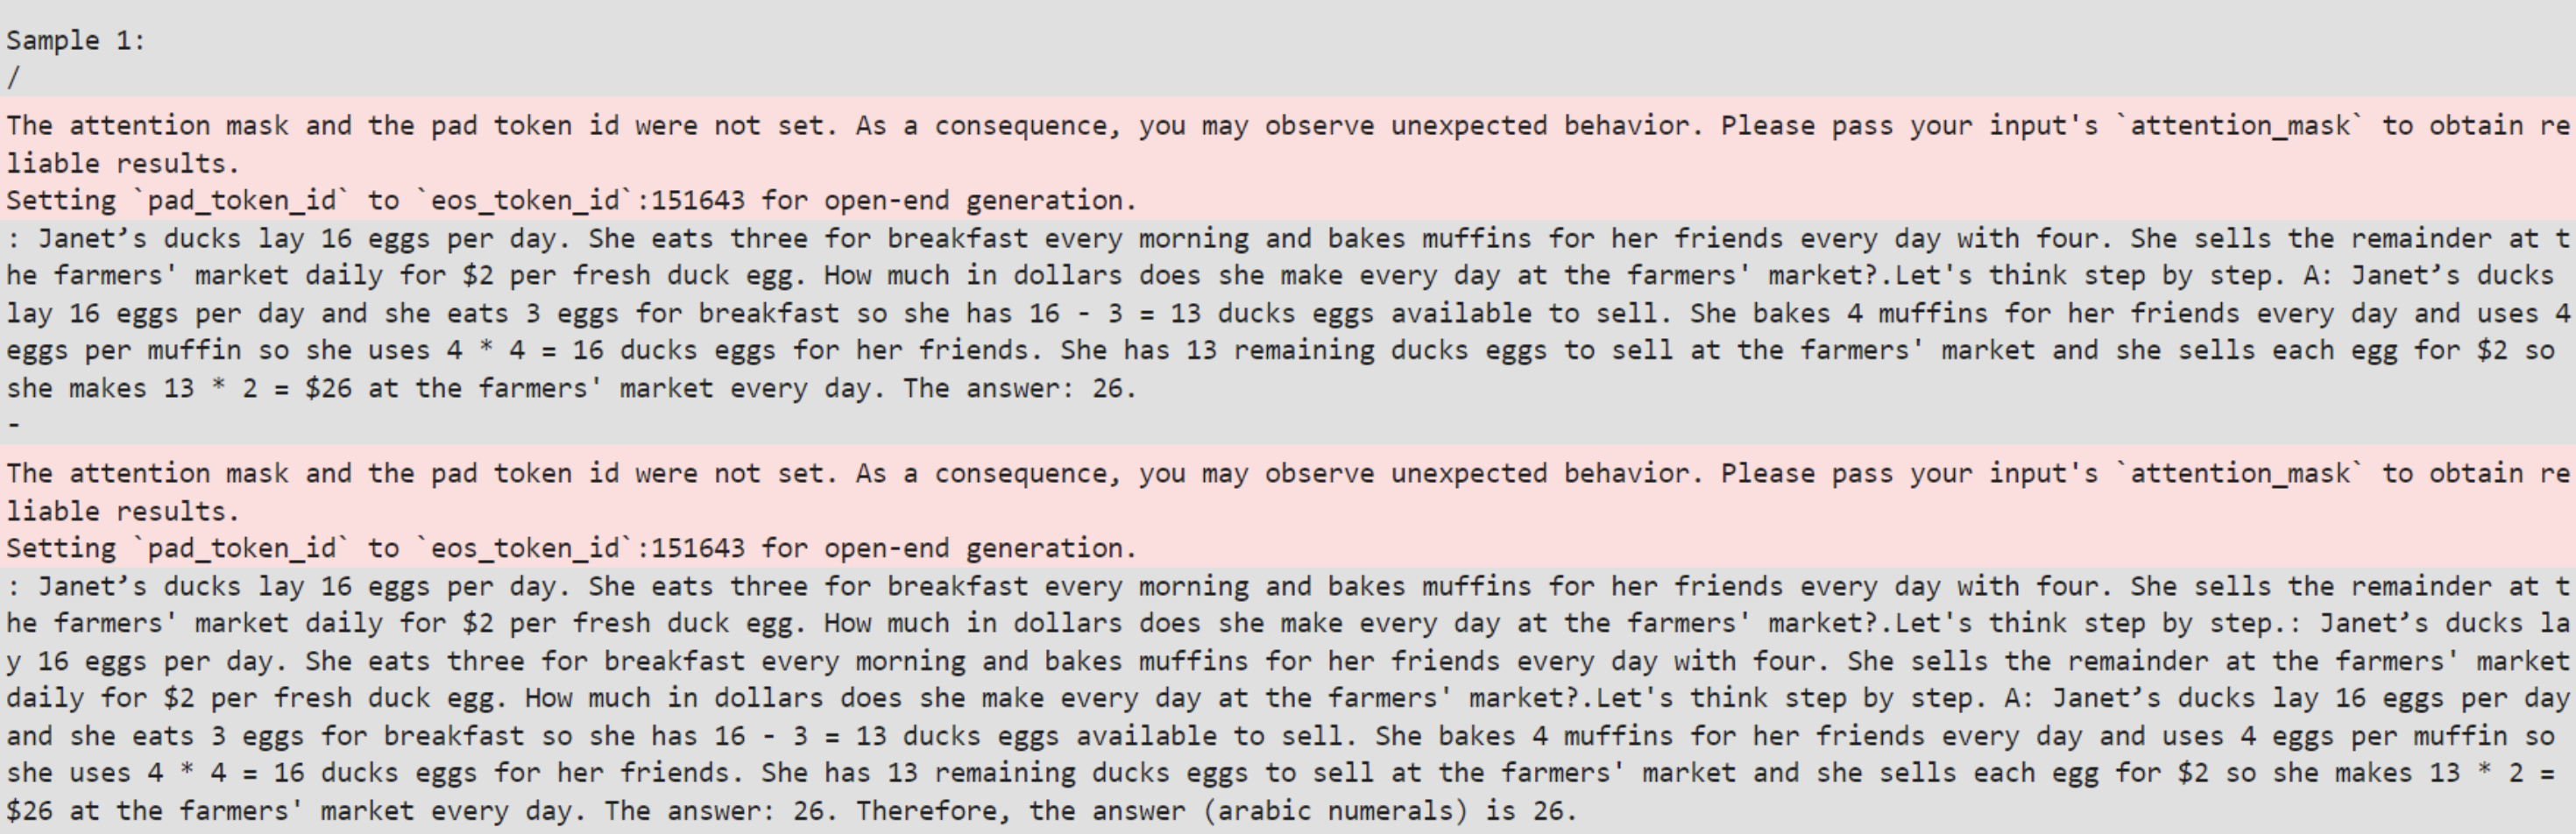 Sample 1:
/
The attention mask and the pad token id were not set. As a consequence, you may observe unexpected behavior. Please pass your input's `attention_mask` to obtain re
liable results.
Setting `pad_token_id` to `eos_token_id`:151643 for open-end generation.
: Janet’s ducks lay 16 eggs per day. She eats three for breakfast every morning and bakes muffins for her friends every day with four. She sells the remainder at t
he farmers' market daily for $2 per fresh duck egg. How much in dollars does she make every day at the farmers' market?.Let's think step by step. A: Janet’s ducks
lay 16 eggs per day and she eats 3 eggs for breakfast so she has 16 - 3 = 13 ducks eggs available to sell. She bakes 4 muffins for her friends every day and uses 4
eggs per muffin so she uses 4 * 4 = 16 ducks eggs for her friends. She has 13 remaining ducks eggs to sell at the farmers' market and she sells each egg for $2 so
she makes 13 * 2 = $26 at the farmers' market every day. The answer: 26.
-
The attention mask and the pad token id were not set. As a consequence, you may observe unexpected behavior. Please pass your input's `attention_mask` to obtain re
liable results.
Setting `pad_token_id` to `eos_token_id`:151643 for open-end generation.
: Janet’s ducks lay 16 eggs per day. She eats three for breakfast every morning and bakes muffins for her friends every day with four. She sells the remainder at t
he farmers' market daily for $2 per fresh duck egg. How much in dollars does she make every day at the farmers' market?.Let's think step by step.: Janet’s ducks la
y 16 eggs per day. She eats three for breakfast every morning and bakes muffins for her friends every day with four. She sells the remainder at the farmers' market
daily for $2 per fresh duck egg. How much in dollars does she make every day at the farmers' market?.Let's think step by step. A: Janet’s ducks lay 16 eggs per day
and she eats 3 eggs for breakfast so she has 16 - 3 = 13 ducks eggs available to sell. She bakes 4 muffins for her friends every day and uses 4 eggs per muffin so
she uses 4 * 4 = 16 ducks eggs for her friends. She has 13 remaining ducks eggs to sell at the farmers' market and she sells each egg for $2 so she makes 13 * 2 =
$26 at the farmers' market every day. The answer: 26. Therefore, the answer (arabic numerals) is 26.